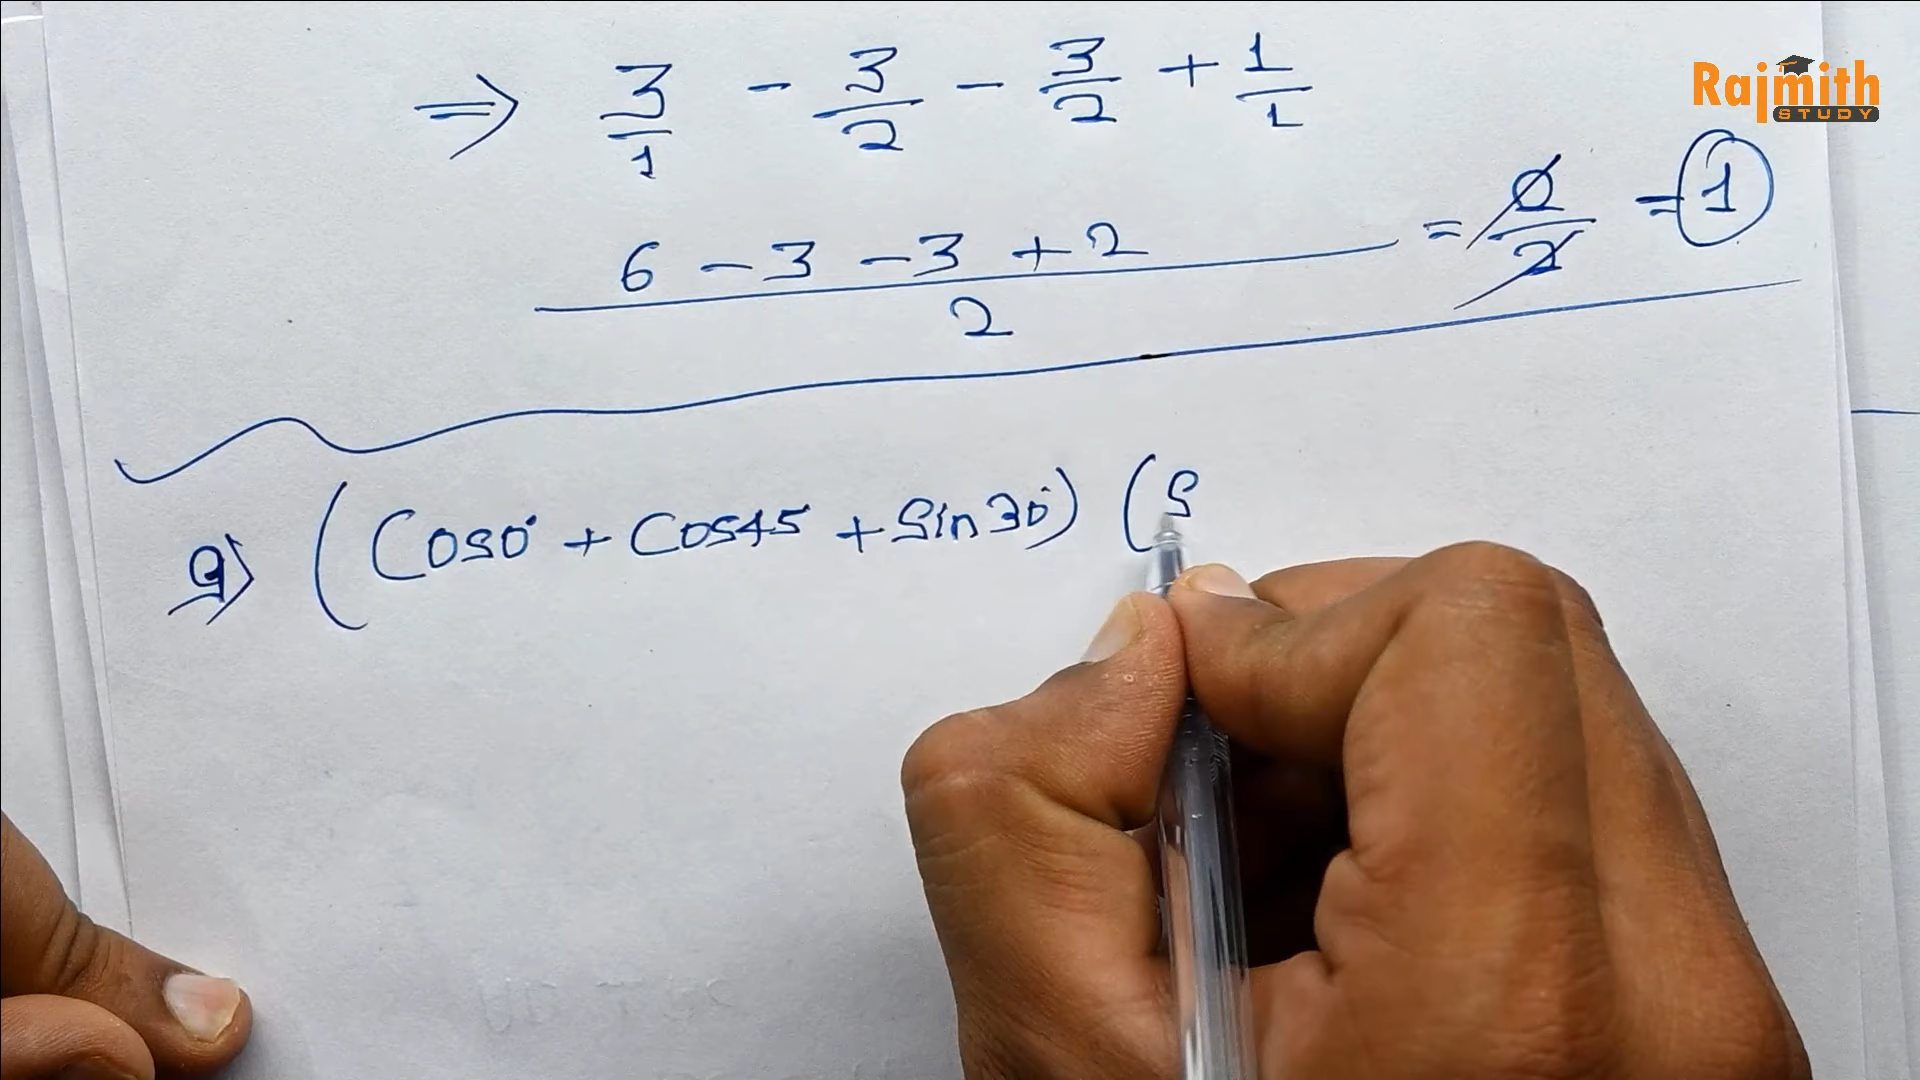 Rajmith
STUDY
⇒ 3/1 - 3/2 - 3/2 + 1/1
(6 - 3 - 3 + 2)/2 = 2/2 = 1
9) (Cos0° + Cos45 + Sin30°) (S